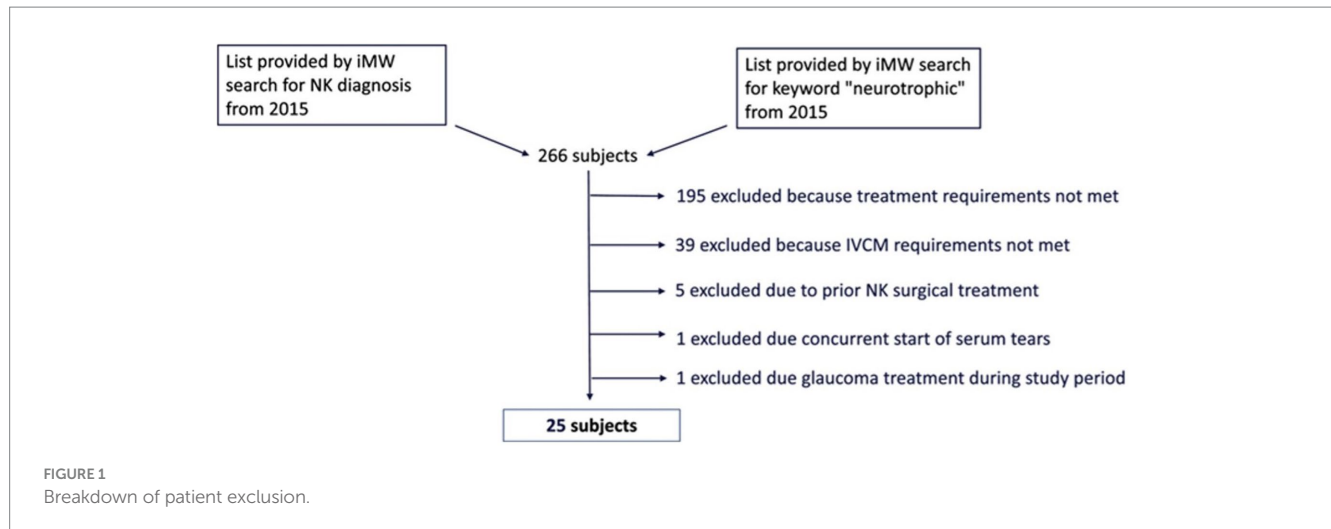 List provided by iMW
search for NK diagnosis
from 2015
List provided by iMW search
for keyword "neurotrophic"
from 2015
266 subjects
195 excluded because treatment requirements not met
39 excluded because IVCM requirements not met
5 excluded due to prior NK surgical treatment
1 excluded due concurrent start of serum tears
1 excluded due glaucoma treatment during study period
25 subjects
FIGURE 1
Breakdown of patient exclusion.